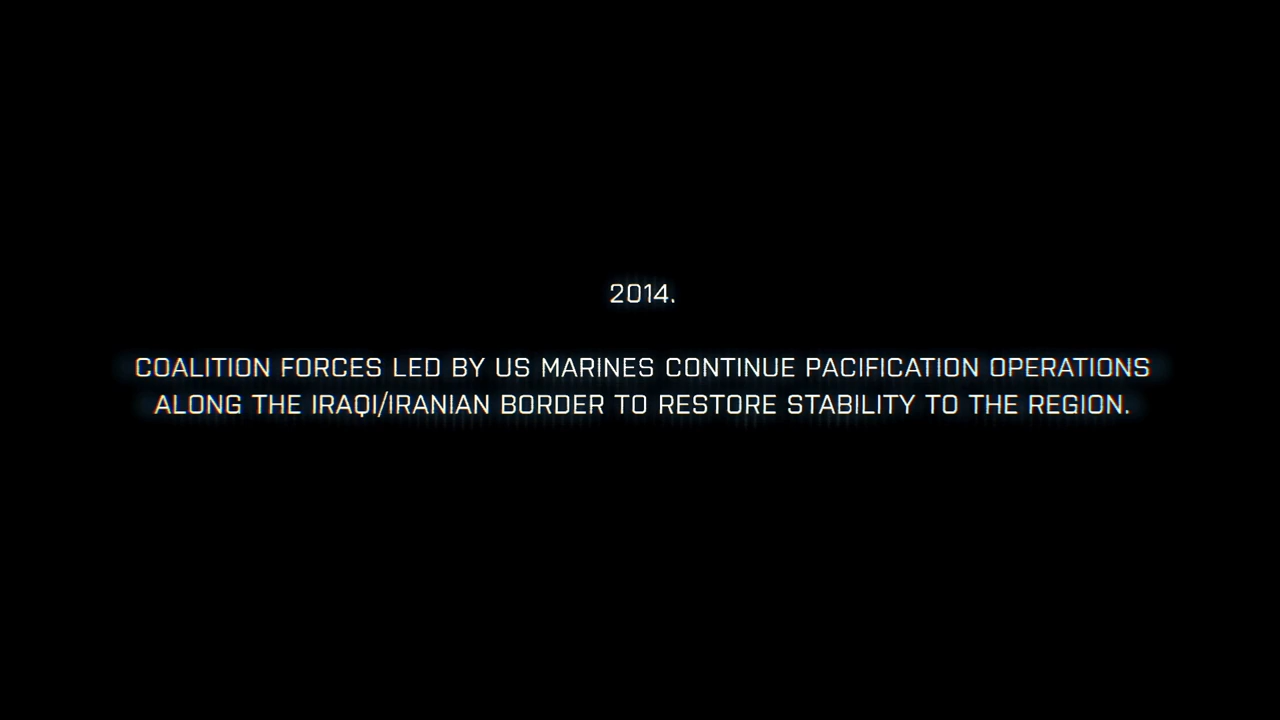 2014.
COALITION FORCES LED BY US MARINES CONTINUE PACIFICATION OPERATIONS
ALONG THE IRAQI/IRANIAN BORDER TO RESTORE STABILITY TO THE REGION.